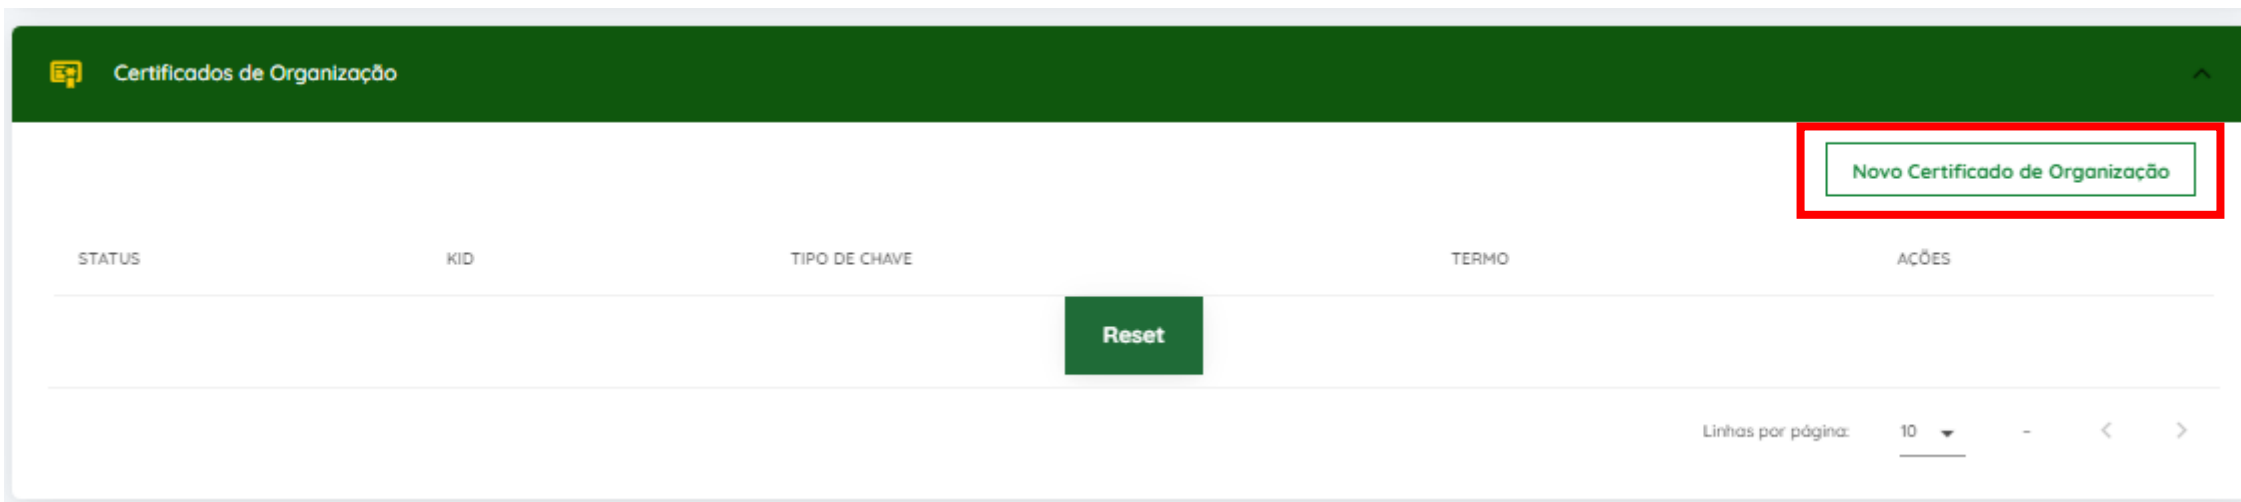 Certificados de Organização
Novo Certificado de Organização
STATUS KID TIPO DE CHAVE TERMO AÇÕES
Reset
Linhas por página: 10 -